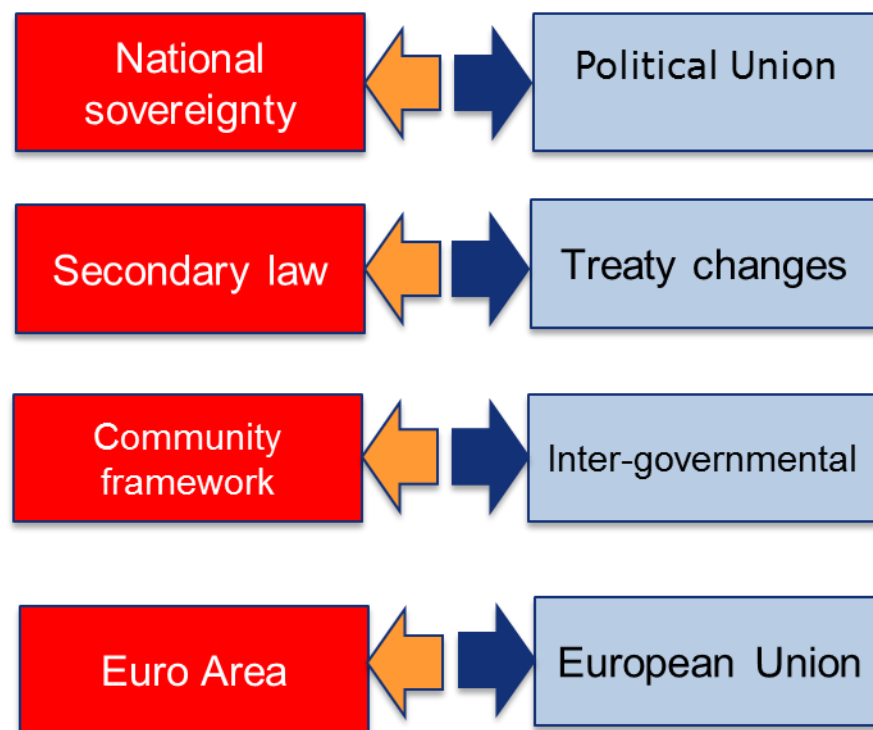 National
sovereignty
Political Union
Secondary law
Treaty changes
Community
framework
Inter-governmental
Euro Area
European Union